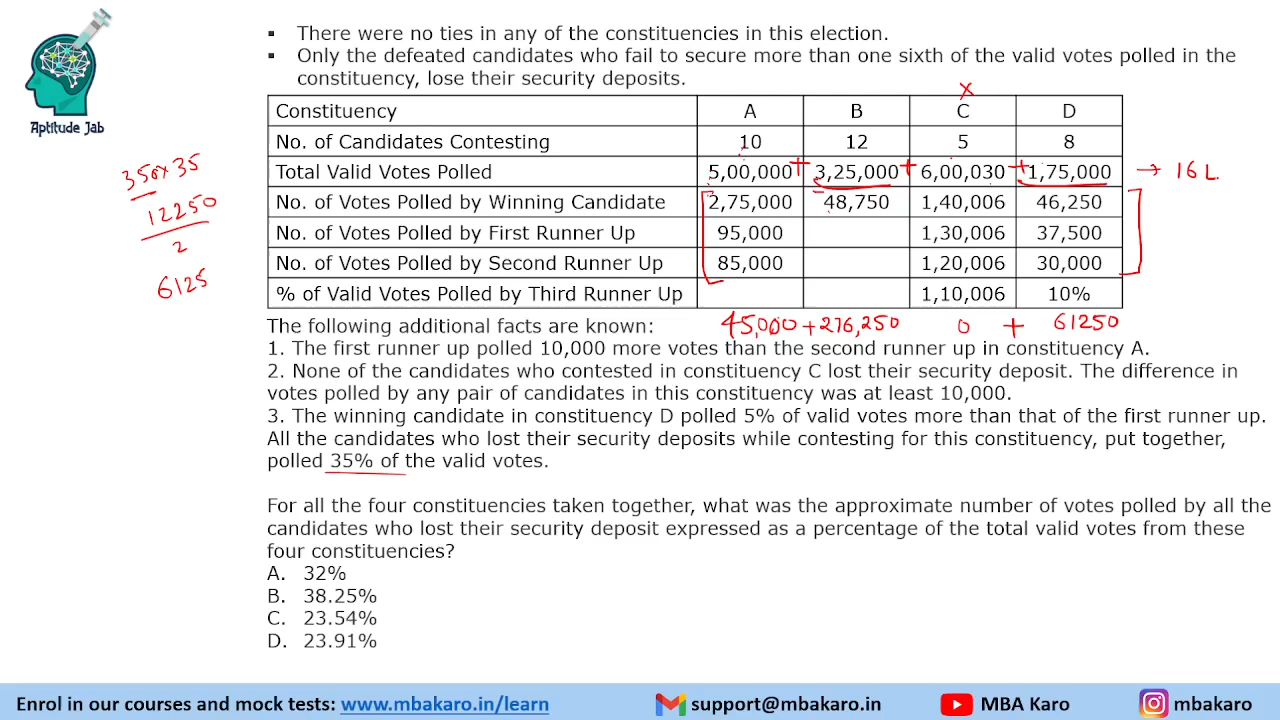 ▪ There were no ties in any of the constituencies in this election.
▪ Only the defeated candidates who fail to secure more than one sixth of the valid votes polled in the
constituency, lose their security deposits.
Aptitude Jab
x
Constituency A B C D
No. of Candidates Contesting 10 12 5 8
Total Valid Votes Polled 5,00,000 + 3,25,000 + 6,00,030 + 1,75,000 → 16 L
No. of Votes Polled by Winning Candidate 2,75,000 48,750 1,40,006 46,250
No. of Votes Polled by First Runner Up 95,000 1,30,006 37,500
No. of Votes Polled by Second Runner Up 85,000 1,20,006 30,000
% of Valid Votes Polled by Third Runner Up 1,10,006 10%
350x35
12250
2
6125
45,000 + 276,250 0 + 61250
The following additional facts are known:
1. The first runner up polled 10,000 more votes than the second runner up in constituency A.
2. None of the candidates who contested in constituency C lost their security deposit. The difference in
votes polled by any pair of candidates in this constituency was at least 10,000.
3. The winning candidate in constituency D polled 5% of valid votes more than that of the first runner up.
All the candidates who lost their security deposits while contesting for this constituency, put together,
polled 35% of the valid votes.
For all the four constituencies taken together, what was the approximate number of votes polled by all the
candidates who lost their security deposit expressed as a percentage of the total valid votes from these
four constituencies?
A. 32%
B. 38.25%
C. 23.54%
D. 23.91%
Enrol in our courses and mock tests: www.mbakaro.in/learn support@mbakaro.in MBA Karo mbakaro